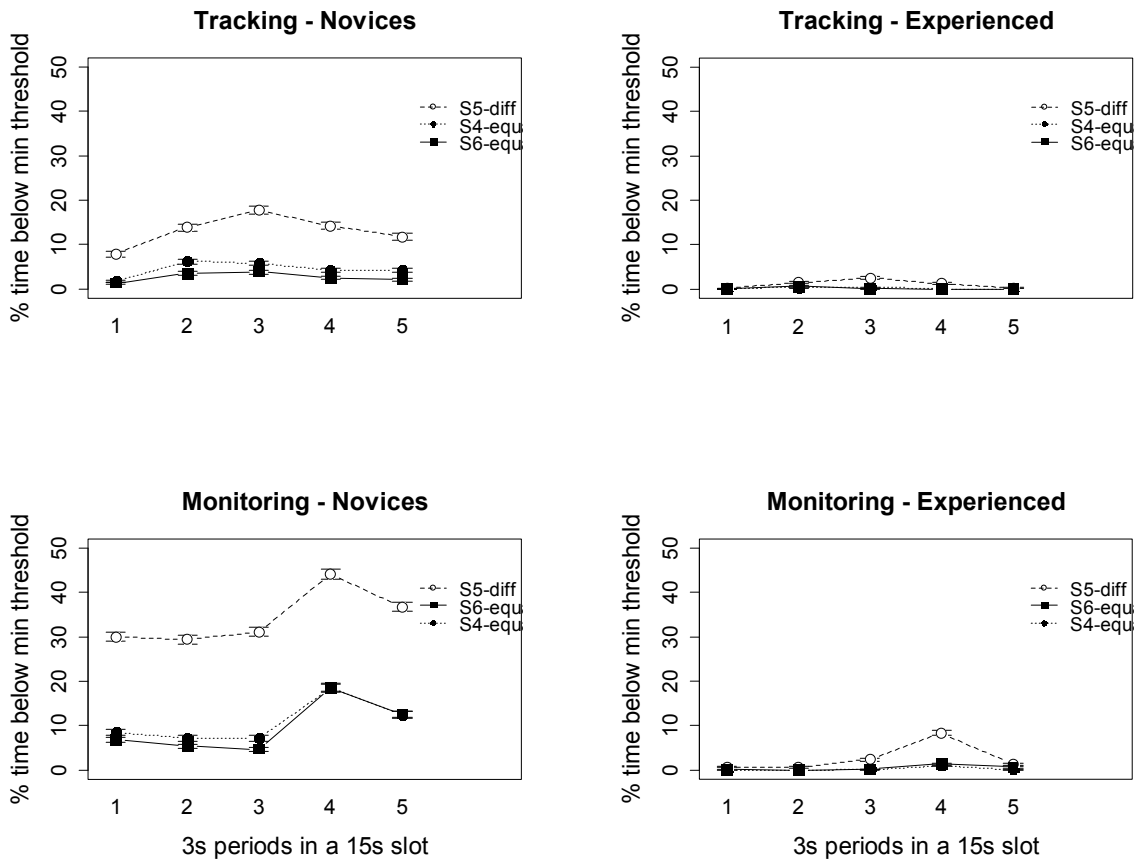 Tracking - Novices
% time below min threshold
50
40
30
20
10
0
S5-diff
S4-equ
S6-equ
1 2 3 4 5
Tracking - Experienced
% time below min threshold
50
40
30
20
10
0
S5-diff
S4-equ
S6-equ
1 2 3 4 5
Monitoring - Novices
% time below min threshold
50
40
30
20
10
0
S5-diff
S6-equ
S4-equ
1 2 3 4 5
3s periods in a 15s slot
Monitoring - Experienced
% time below min threshold
50
40
30
20
10
0
S5-diff
S6-equ
S4-equ
1 2 3 4 5
3s periods in a 15s slot